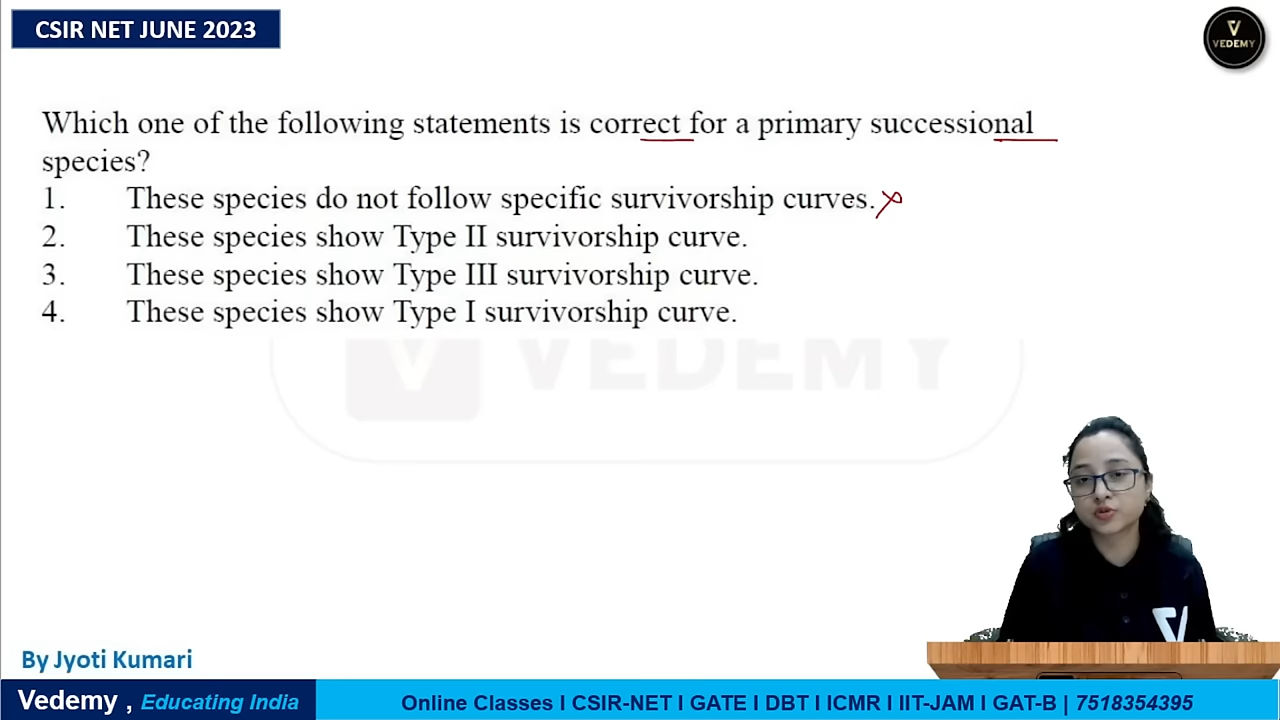 CSIR NET JUNE 2023
VEDEMY
Which one of the following statements is correct for a primary successional
species?
1. These species do not follow specific survivorship curves.
2. These species show Type II survivorship curve.
3. These species show Type III survivorship curve.
4. These species show Type I survivorship curve.
VEDEMY
By Jyoti Kumari
Vedemy , Educating India
Online Classes I CSIR-NET I GATE I DBT I ICMR I IIT-JAM I GAT-B | 7518354395